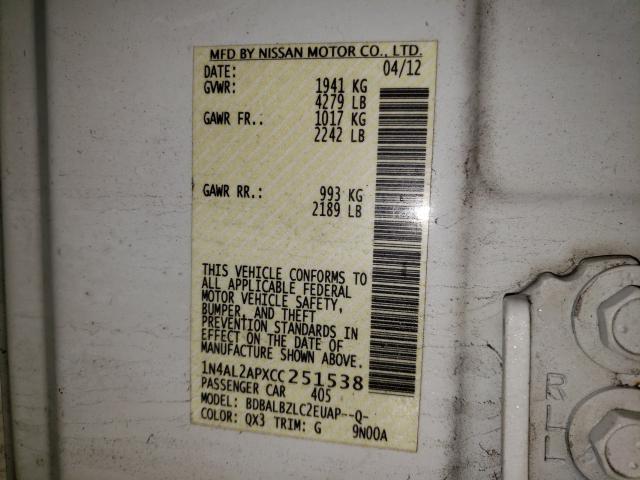 MFD BY NISSAN MOTOR CO., LTD.
DATE: 04/12
GVWR: 1941 KG
4279 LB
GAWR FR.: 1017 KG
2242 LB
GAWR RR.: 993 KG
2189 LB
THIS VEHICLE CONFORMS TO
ALL APPLICABLE FEDERAL
MOTOR VEHICLE SAFETY,
BUMPER, AND THEFT
PREVENTION STANDARDS IN
EFFECT ON THE DATE OF
MANUFACTURE SHOWN ABOVE.
1N4AL2APXCC251538
PASSENGER CAR 405
MODEL: BDBALBZLC2EUAP--Q-
COLOR: QX3 TRIM: G 9N00A